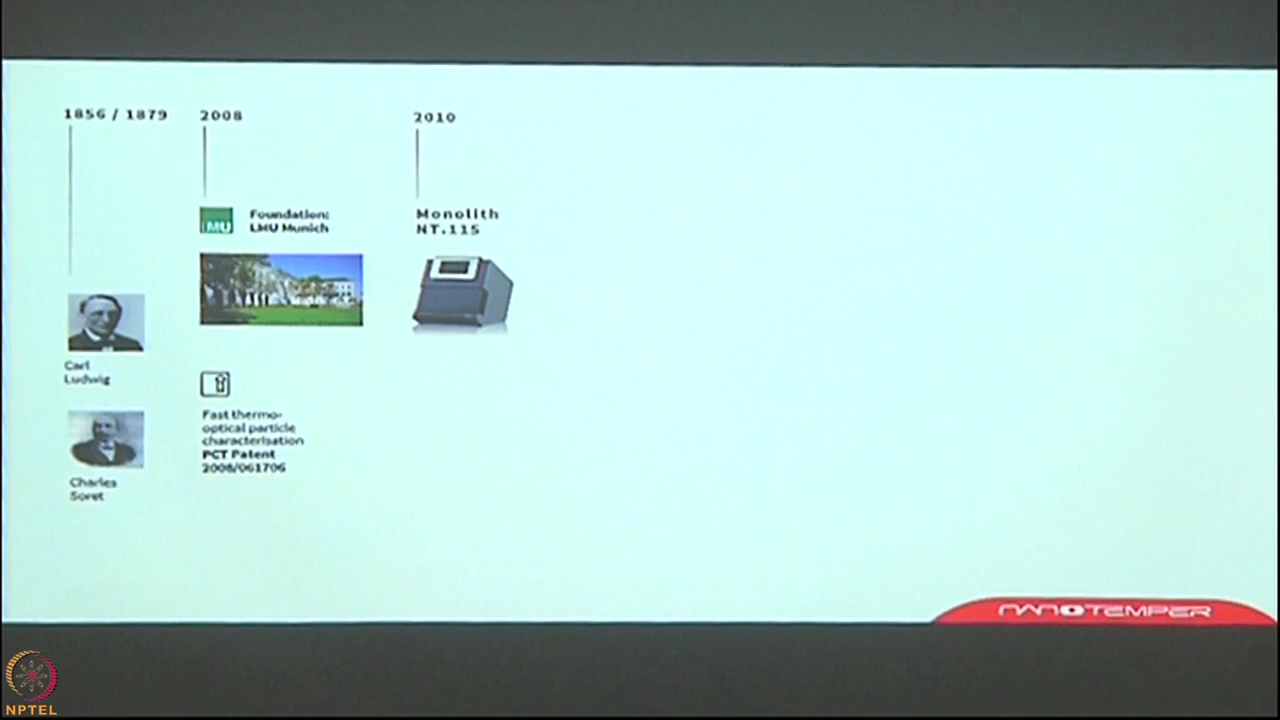 1856 / 1879
2008
2010
LMU
Foundation:
LMU Munich
Monolith
NT.115
Carl
Ludwig
Fast thermo-
optical particle
characterisation
PCT Patent
2008/061706
Charles
Soret
NANOTEMPER
NPTEL